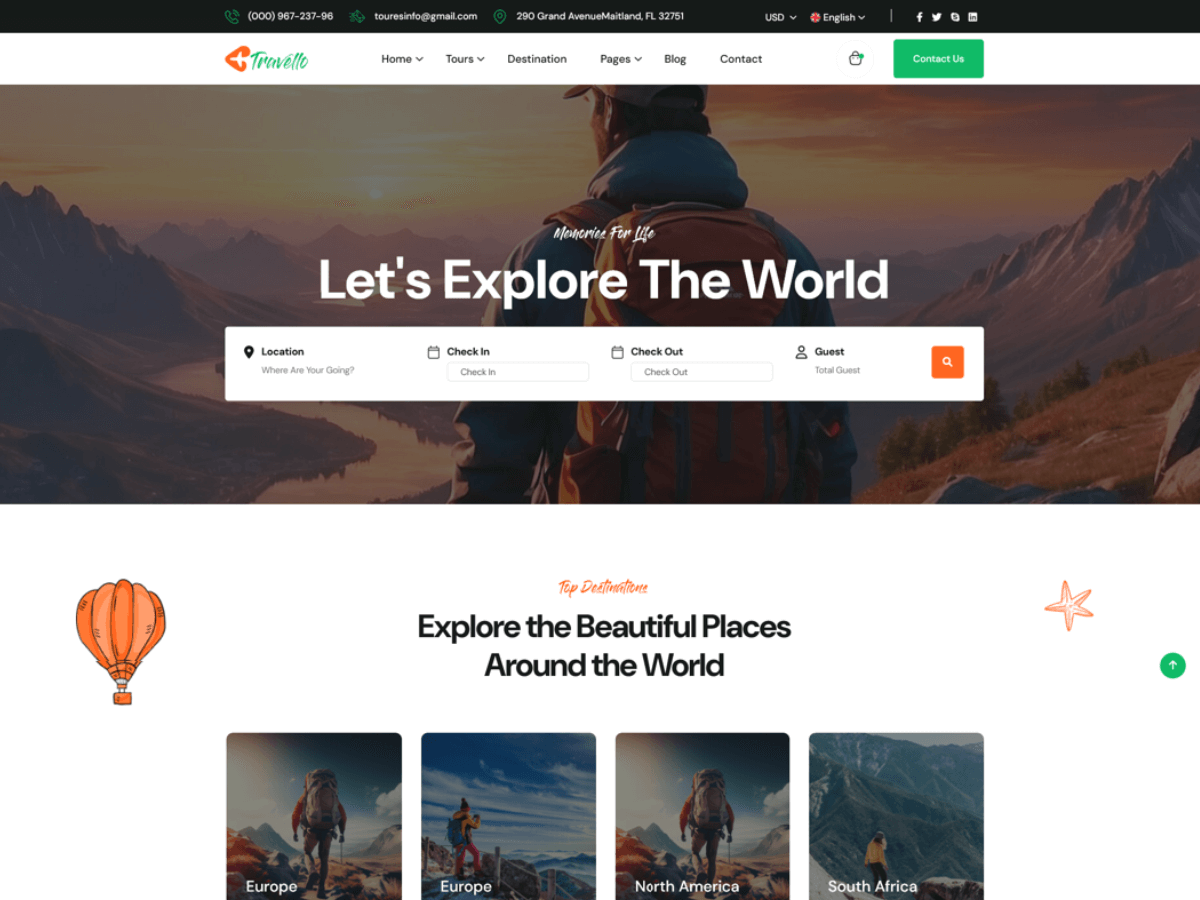 (000) 967-237-96 touresinfo@gmail.com 290 Grand AvenueMaitland, FL 32751 USD English
Travello Home Tours Destination Pages Blog Contact Contact Us
Memories For Life
Let's Explore The World
Location Check In Check Out Guest
Where Are Your Going? Check In Check Out Total Guest
Top Destinations
Explore the Beautiful Places
Around the World
Europe Europe North America South Africa